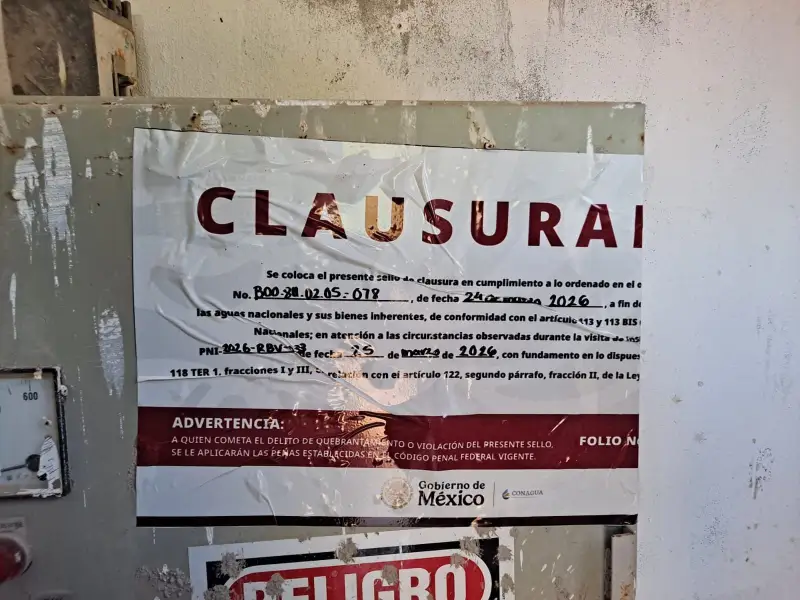 CLAUSURA
Se coloca el presente sello de clausura en cumplimiento a lo ordenado en el
No. B00.811.02.05.-078, de fecha 24 de marzo 2026, a fin de
las aguas nacionales y sus bienes inherentes, de conformidad con el artículo 113 y 113 BIS
Nacionales; en atención a las circunstancias observadas durante la visita de
PNI-2026-RBV- de fecha 25 de marzo de 2026, con fundamento en lo dispues
118 TER 1. fracciones I y III, en relación con el artículo 122, segundo párrafo, fracción II, de la Ley
ADVERTENCIA:
A QUIEN COMETA EL DELITO DE QUEBRANTAMIENTO O VIOLACIÓN DEL PRESENTE SELLO,
SE LE APLICARÁN LAS PENAS ESTABLECIDAS EN EL CÓDIGO PENAL FEDERAL VIGENTE.
FOLIO N
Gobierno de
México
CONAGUA
PELIGRO
600